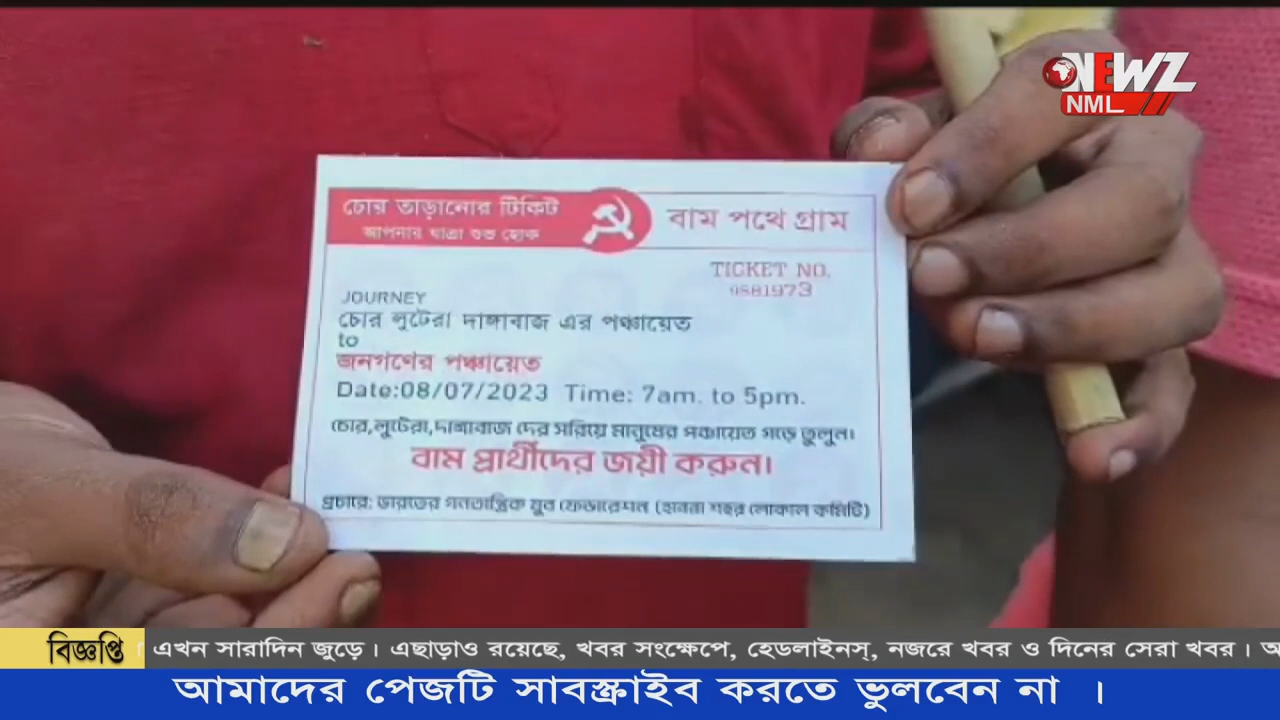 NEWZ
NML
চোর তাড়ানোর টিকিট
আপনার যাত্রা শুভ হোক
বাম পথে গ্রাম
TICKET NO.
9881973
JOURNEY
চোর লুটেরা দাঙ্গাবাজ এর পঞ্চায়েত
to
জনগণের পঞ্চায়েত
Date:08/07/2023 Time: 7am. to 5pm.
চোর,লুটেরা,দাঙ্গাবাজ দের সরিয়ে মানুষের পঞ্চায়েত গড়ে তুলুন।
বাম প্রার্থীদের জয়ী করুন।
প্রচারে: ভারতের গনতান্ত্রিক যুব ফেডারেশন ( শহর লোকাল কমিটি)
বিজ্ঞপ্তি
এখন সারাদিন জুড়ে। এছাড়াও রয়েছে, খবর সংক্ষেপে, হেডলাইনস্, নজরে খবর ও দিনের সেরা খবর।
আমাদের পেজটি সাবস্ক্রাইব করতে ভুলবেন না ।